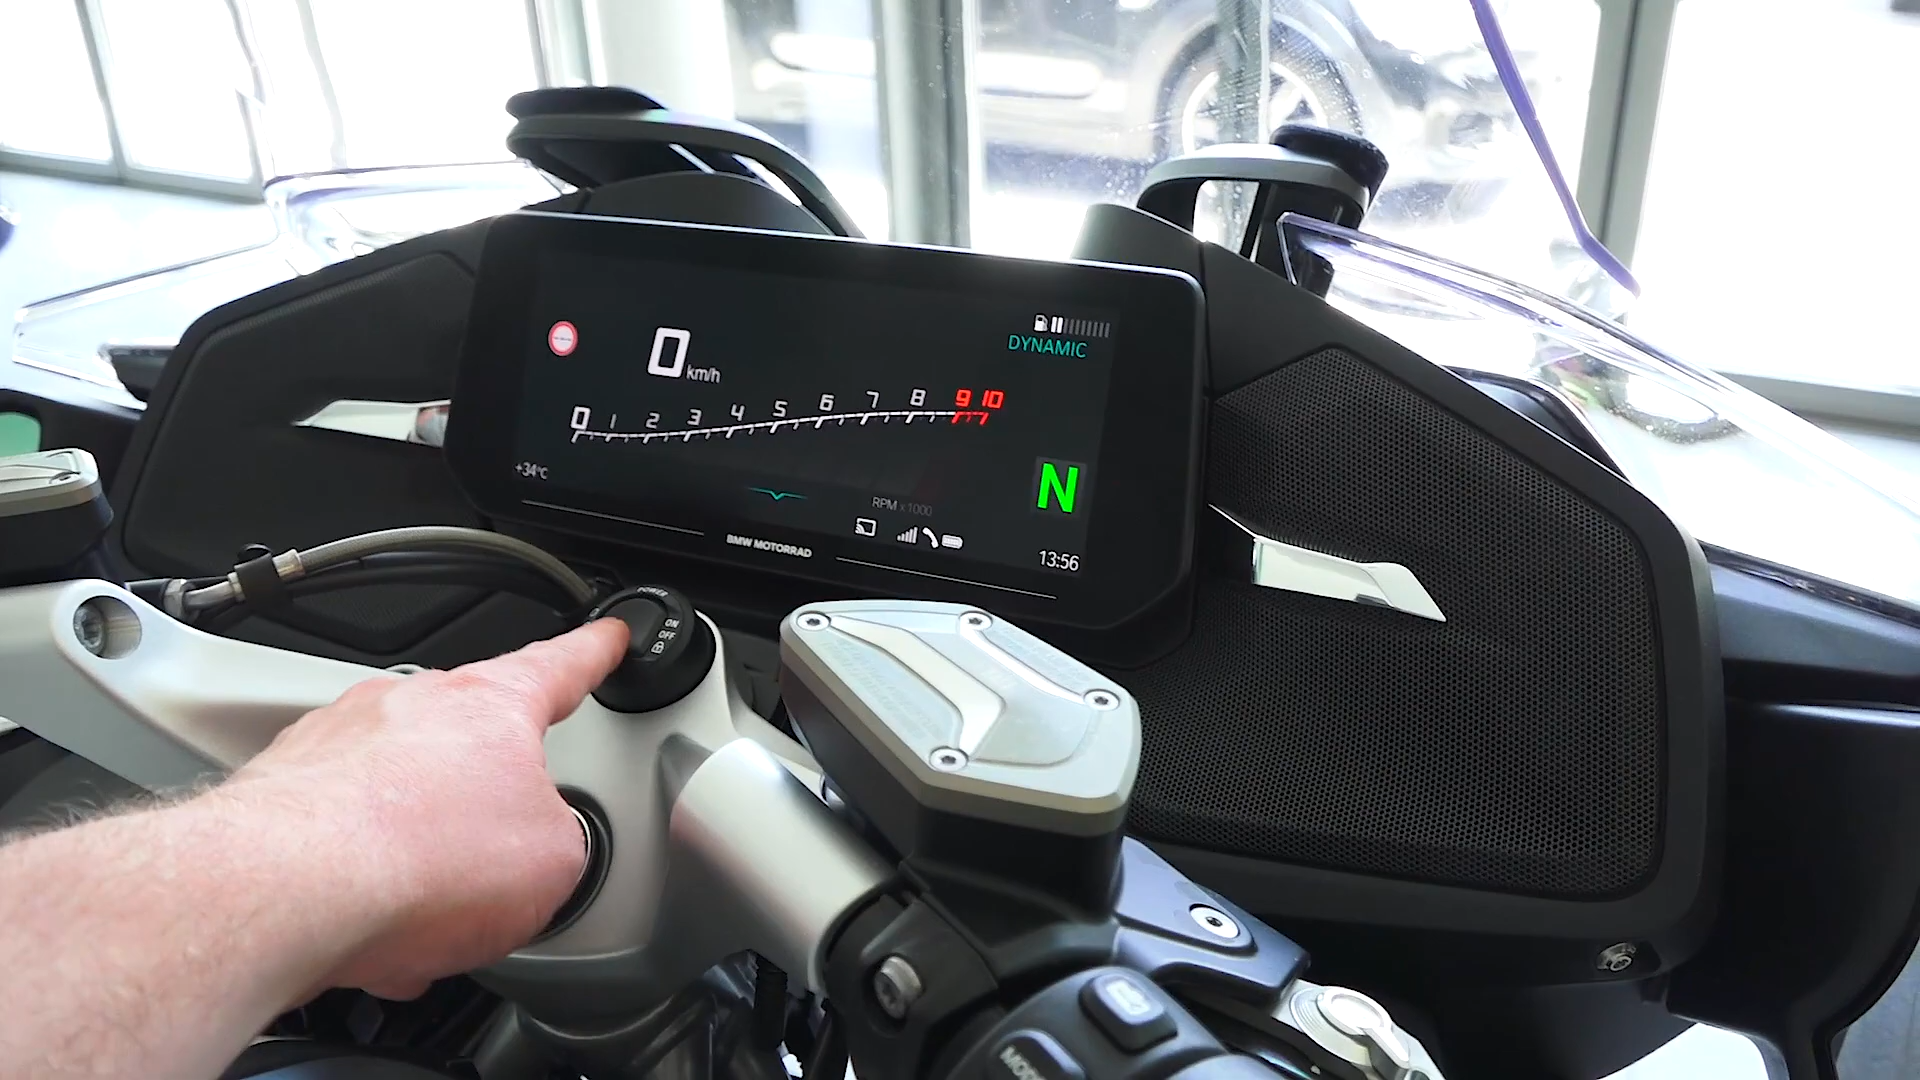 0 km/h
DYNAMIC
0 1 2 3 4 5 6 7 8 9 10
+34°C
N
RPM x1000
13:56
BMW MOTORRAD
POWER
ON
OFF